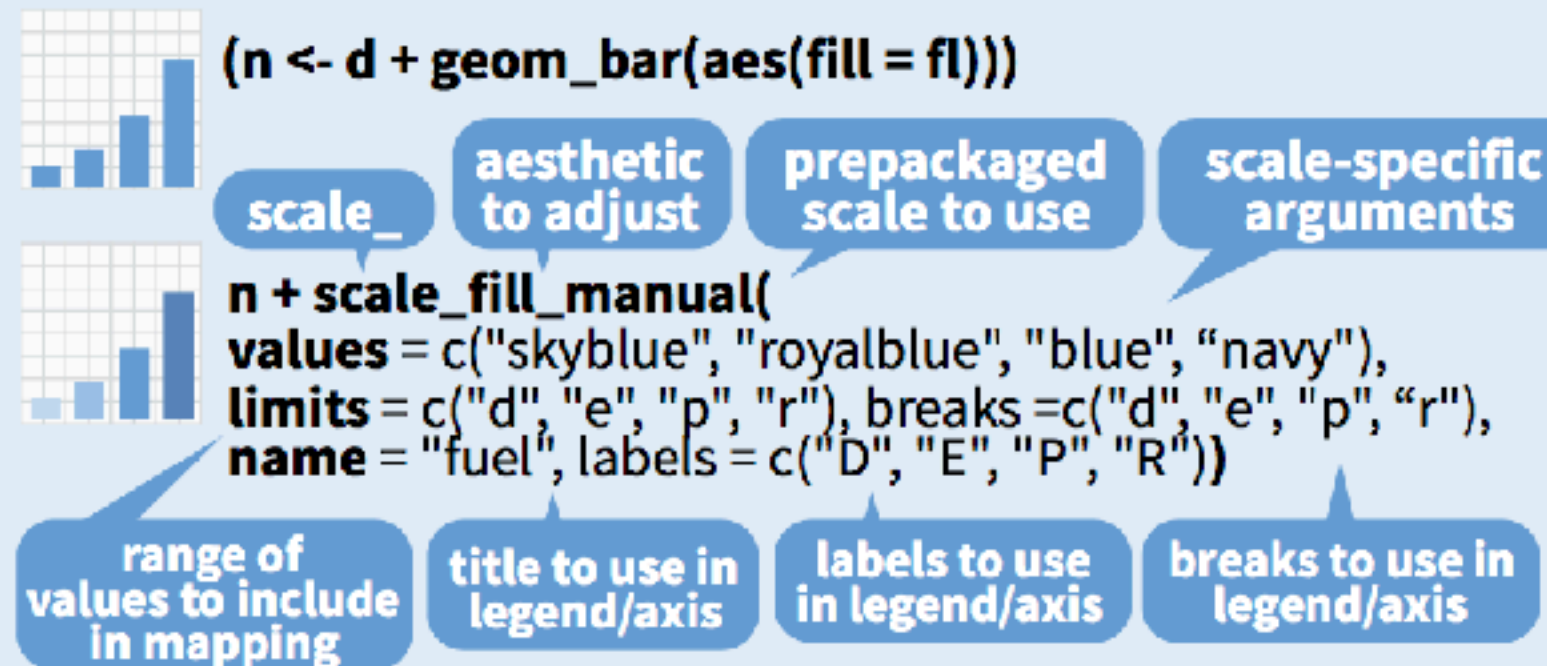 (n <- d + geom_bar(aes(fill = fl)))
scale_
aesthetic
to adjust
prepackaged
scale to use
scale-specific
arguments
n + scale_fill_manual(
values = c("skyblue", "royalblue", "blue", “navy"),
limits = c("d", "e", "p", "r"), breaks =c("d", "e", "p", “r"),
name = "fuel", labels = c("D", "E", "P", "R"))
range of
values to include
in mapping
title to use in
legend/axis
labels to use
in legend/axis
breaks to use in
legend/axis